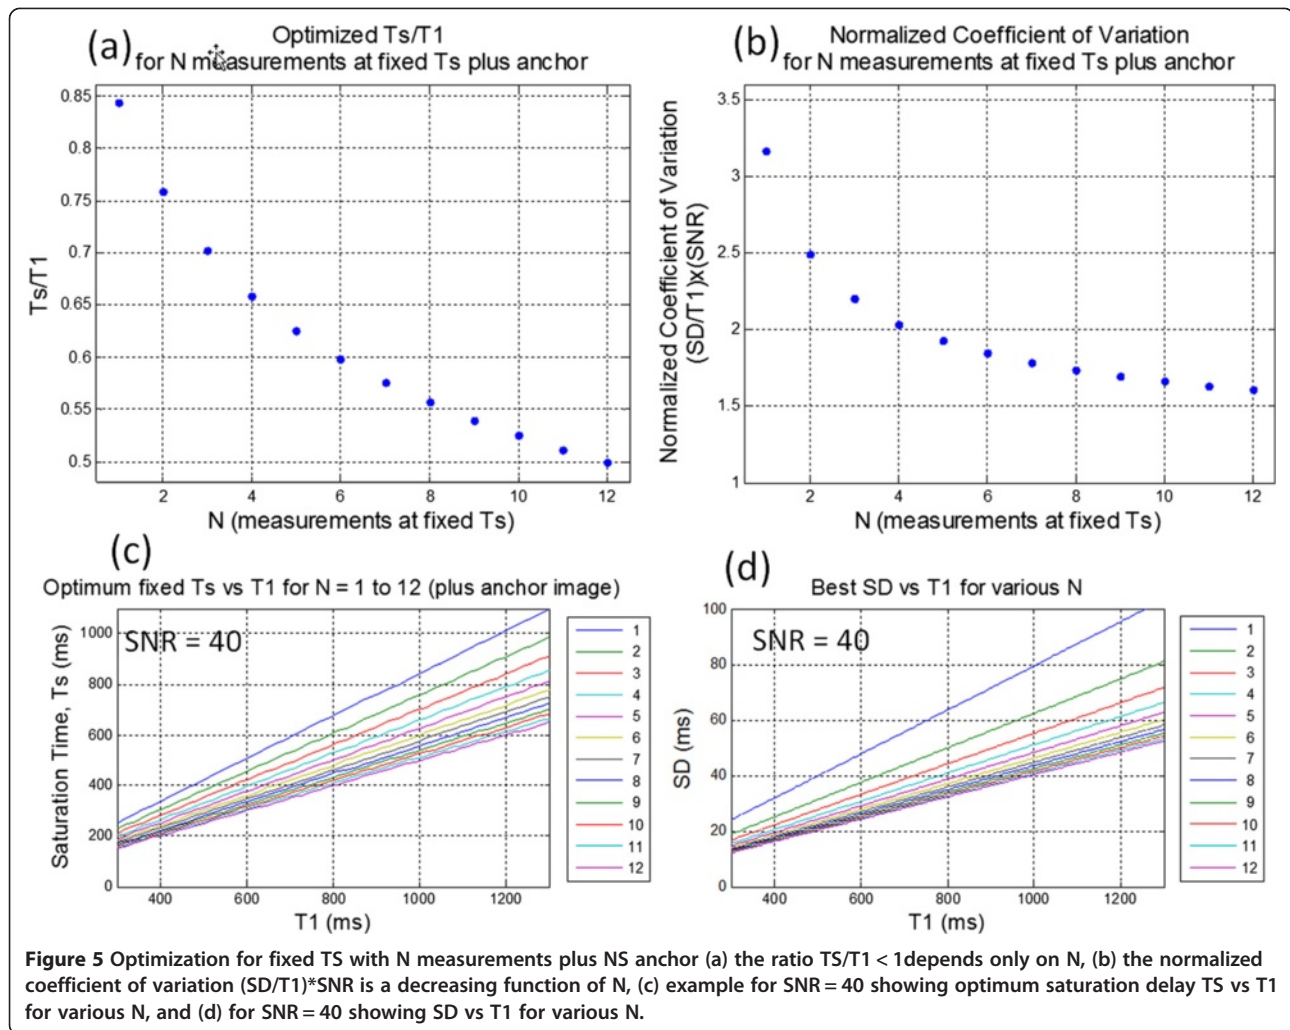 (a)
Optimized Ts/T1
for N measurements at fixed Ts plus anchor
0.85
0.8
0.75
0.7
0.65
0.6
0.55
0.5
Ts/T1
2 4 6 8 10 12
N (measurements at fixed Ts)
(b)
Normalized Coefficient of Variation
for N measurements at fixed Ts plus anchor
3.5
3
2.5
2
1.5
1
Normalized Coefficient of Variation
(SD/T1)x(SNR)
2 4 6 8 10 12
N (measurements at fixed Ts)
(c)
Optimum fixed Ts vs T1 for N = 1 to 12 (plus anchor image)
SNR = 40
1000
800
600
400
200
0
Saturation Time, Ts (ms)
400 600 800 1000 1200
T1 (ms)
1
2
3
4
5
6
7
8
9
10
11
12
(d)
Best SD vs T1 for various N
SNR = 40
100
80
60
40
20
0
SD (ms)
400 600 800 1000 1200
T1 (ms)
1
2
3
4
5
6
7
8
9
10
11
12
Figure 5 Optimization for fixed TS with N measurements plus NS anchor (a) the ratio TS/T1 < 1depends only on N, (b) the normalized
coefficient of variation (SD/T1)*SNR is a decreasing function of N, (c) example for SNR = 40 showing optimum saturation delay TS vs T1
for various N, and (d) for SNR = 40 showing SD vs T1 for various N.